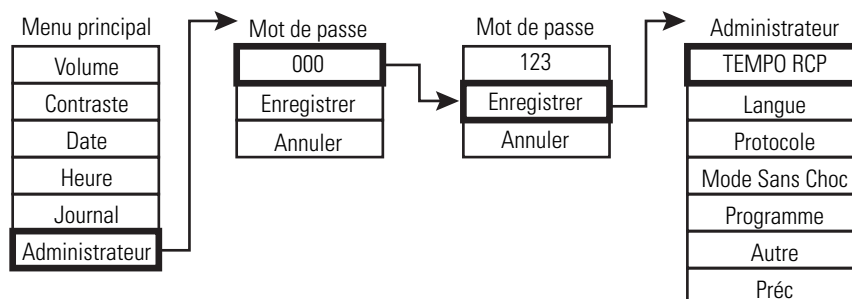 Menu principal
Volume
Contraste
Date
Heure
Journal
Administrateur
Mot de passe
000
Enregistrer
Annuler
Mot de passe
123
Enregistrer
Annuler
Administrateur
TEMPO RCP
Langue
Protocole
Mode Sans Choc
Programme
Autre
Préc